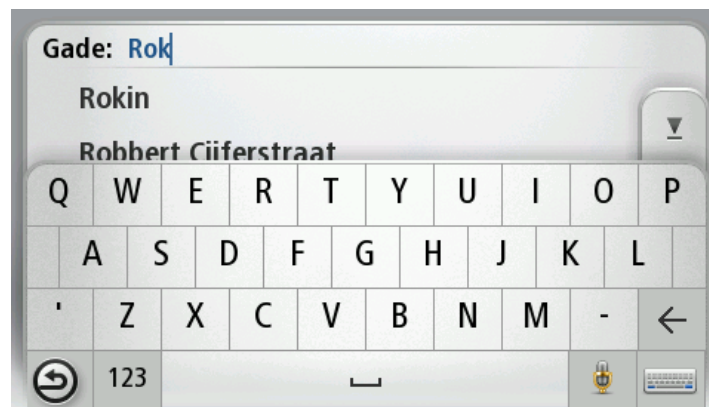 Gade: Rok
Rokin
Robbert Cijferstraat
Q W E R T Y U I O P
A S D F G H J K L
' Z X C V B N M -
123